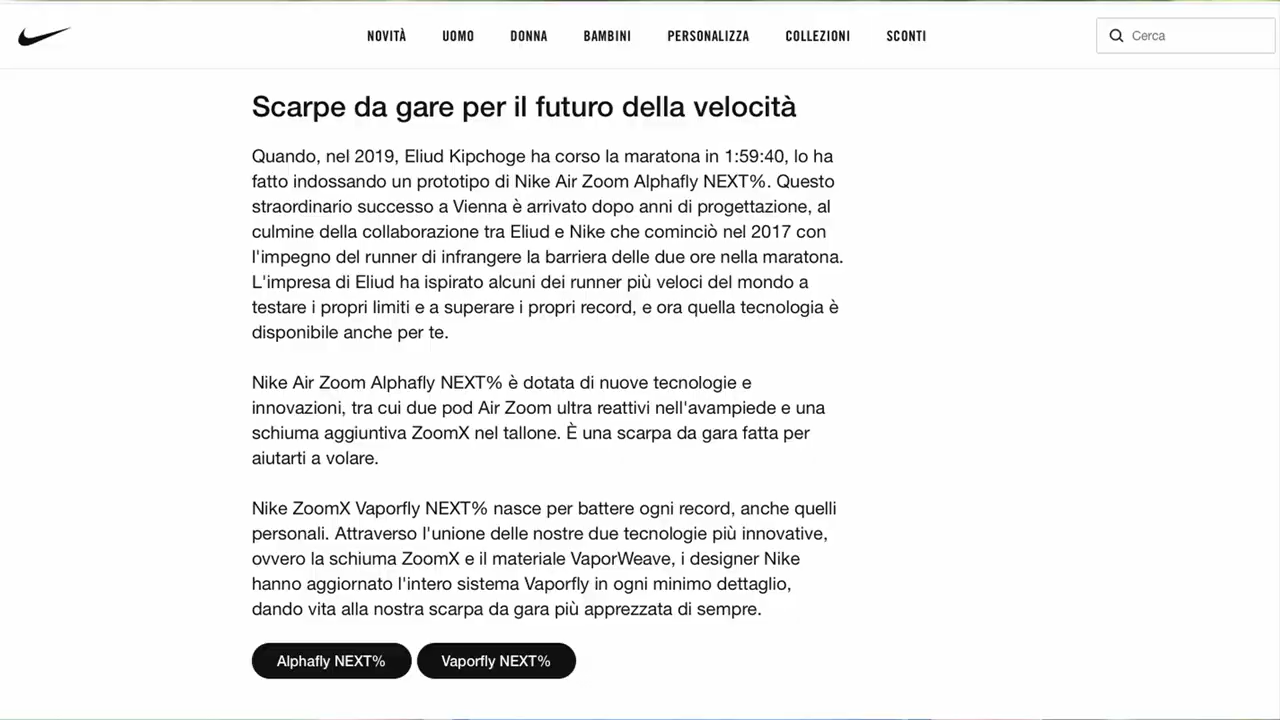 NOVITÀ UOMO DONNA BAMBINI PERSONALIZZA COLLEZIONI SCONTI Cerca
Scarpe da gare per il futuro della velocità
Quando, nel 2019, Eliud Kipchoge ha corso la maratona in 1:59:40, lo ha
fatto indossando un prototipo di Nike Air Zoom Alphafly NEXT%. Questo
straordinario successo a Vienna è arrivato dopo anni di progettazione, al
culmine della collaborazione tra Eliud e Nike che cominciò nel 2017 con
l'impegno del runner di infrangere la barriera delle due ore nella maratona.
L'impresa di Eliud ha ispirato alcuni dei runner più veloci del mondo a
testare i propri limiti e a superare i propri record, e ora quella tecnologia è
disponibile anche per te.
Nike Air Zoom Alphafly NEXT% è dotata di nuove tecnologie e
innovazioni, tra cui due pod Air Zoom ultra reattivi nell'avampiede e una
schiuma aggiuntiva ZoomX nel tallone. È una scarpa da gara fatta per
aiutarti a volare.
Nike ZoomX Vaporfly NEXT% nasce per battere ogni record, anche quelli
personali. Attraverso l'unione delle nostre due tecnologie più innovative,
ovvero la schiuma ZoomX e il materiale VaporWeave, i designer Nike
hanno aggiornato l'intero sistema Vaporfly in ogni minimo dettaglio,
dando vita alla nostra scarpa da gara più apprezzata di sempre.
Alphafly NEXT% Vaporfly NEXT%